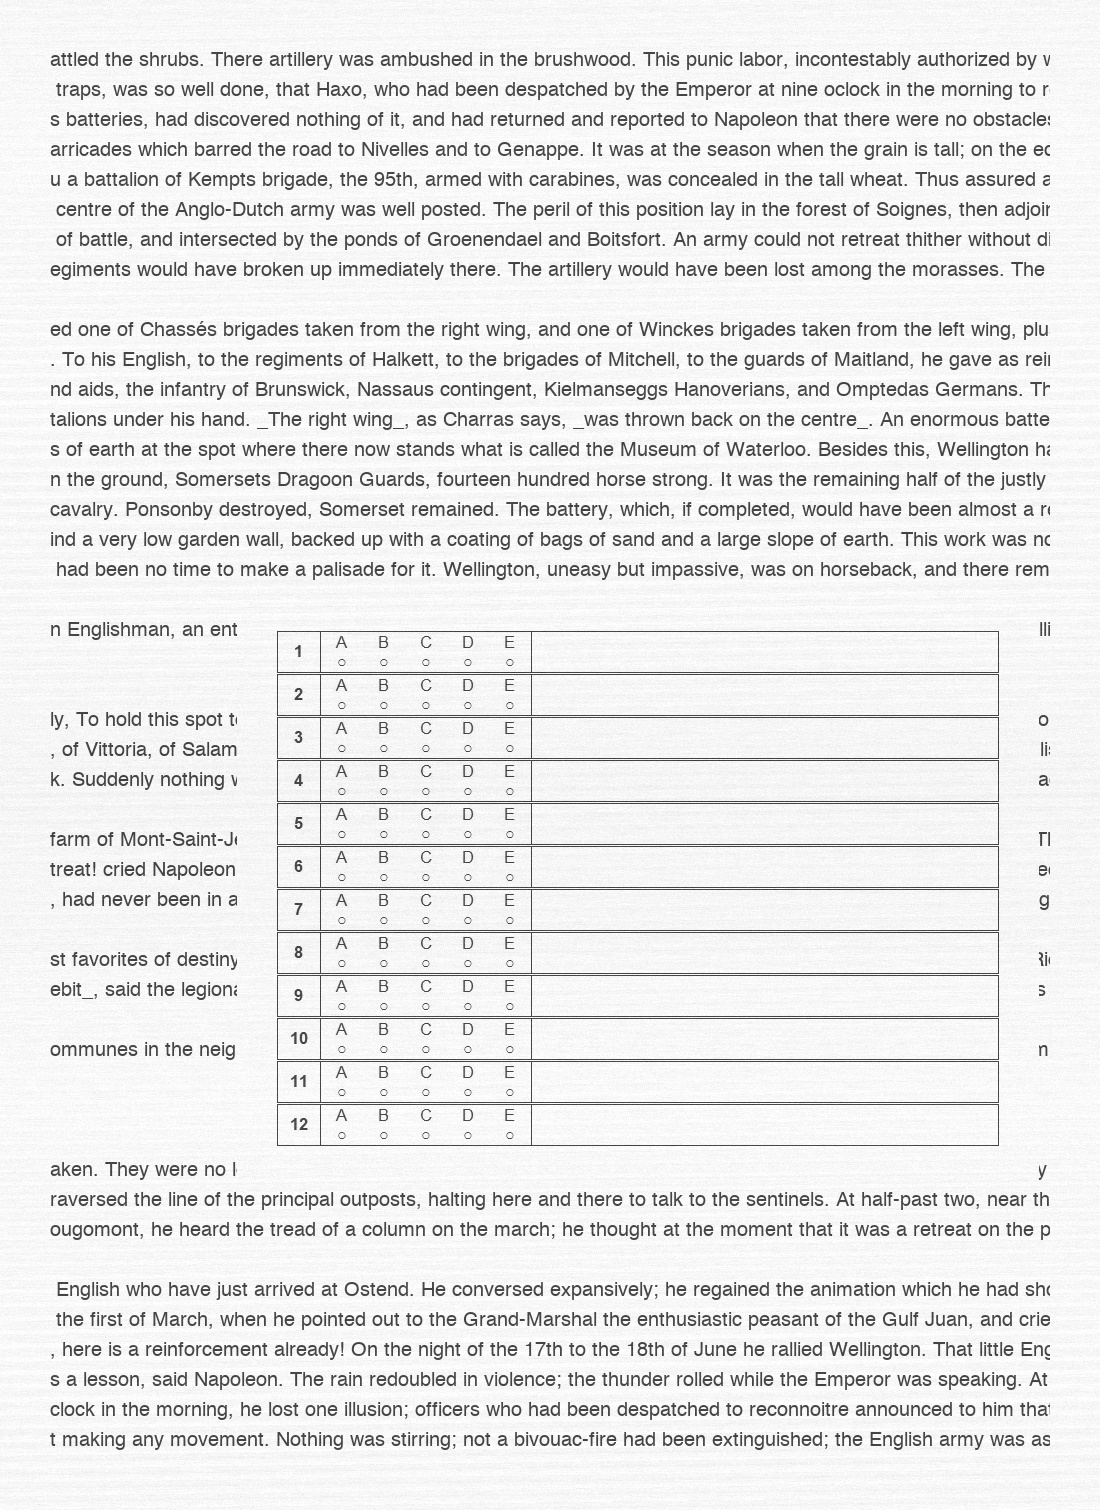 attled the shrubs. There artillery was ambushed in the brushwood. This punic labor, incontestably authorized by
traps, was so well done, that Haxo, who had been despatched by the Emperor at nine oclock in the morning to
s batteries, had discovered nothing of it, and had returned and reported to Napoleon that there were no obstacles
arricades which barred the road to Nivelles and to Genappe. It was at the season when the grain is tall; on the
u a battalion of Kempts brigade, the 95th, armed with carabines, was concealed in the tall wheat. Thus assured a
centre of the Anglo-Dutch army was well posted. The peril of this position lay in the forest of Soignes, then adjoin
of battle, and intersected by the ponds of Groenendael and Boitsfort. An army could not retreat thither without di
egiments would have broken up immediately there. The artillery would have been lost among the morasses. The
ed one of Chassés brigades taken from the right wing, and one of Winckes brigades taken from the left wing, plu
. To his English, to the regiments of Halkett, to the brigades of Mitchell, to the guards of Maitland, he gave as rei
nd aids, the infantry of Brunswick, Nassaus contingent, Kielmanseggs Hanoverians, and Omptedas Germans. Th
talions under his hand. _The right wing_, as Charras says, _was thrown back on the centre_. An enormous batte
s of earth at the spot where there now stands what is called the Museum of Waterloo. Besides this, Wellington ha
n the ground, Somersets Dragoon Guards, fourteen hundred horse strong. It was the remaining half of the justly
cavalry. Ponsonby destroyed, Somerset remained. The battery, which, if completed, would have been almost a re
ind a very low garden wall, backed up with a coating of bags of sand and a large slope of earth. This work was no
had been no time to make a palisade for it. Wellington, uneasy but impassive, was on horseback, and there rem
n Englishman, an ent lli
1 A B C D E
2 A B C D E
ly, To hold this spot to o
3 A B C D E
, of Vittoria, of Salam li
k. Suddenly nothing a
4 A B C D E
5 A B C D E
farm of Mont-Saint-Je Th
6 A B C D E
treat! cried Napoleon e
, had never been in a g
7 A B C D E
8 A B C D E
st favorites of destiny Ri
ebit_, said the legiona s
9 A B C D E
10 A B C D E
ommunes in the neig n
11 A B C D E
12 A B C D E
aken. They were no y
raversed the line of the principal outposts, halting here and there to talk to the sentinels. At half-past two, near th
ougomont, he heard the tread of a column on the march; he thought at the moment that it was a retreat on the p
English who have just arrived at Ostend. He conversed expansively; he regained the animation which he had sho
the first of March, when he pointed out to the Grand-Marshal the enthusiastic peasant of the Gulf Juan, and crie
, here is a reinforcement already! On the night of the 17th to the 18th of June he rallied Wellington. That little Eng
s a lesson, said Napoleon. The rain redoubled in violence; the thunder rolled while the Emperor was speaking. At
clock in the morning, he lost one illusion; officers who had been despatched to reconnoitre announced to him that
t making any movement. Nothing was stirring; not a bivouac-fire had been extinguished; the English army was as